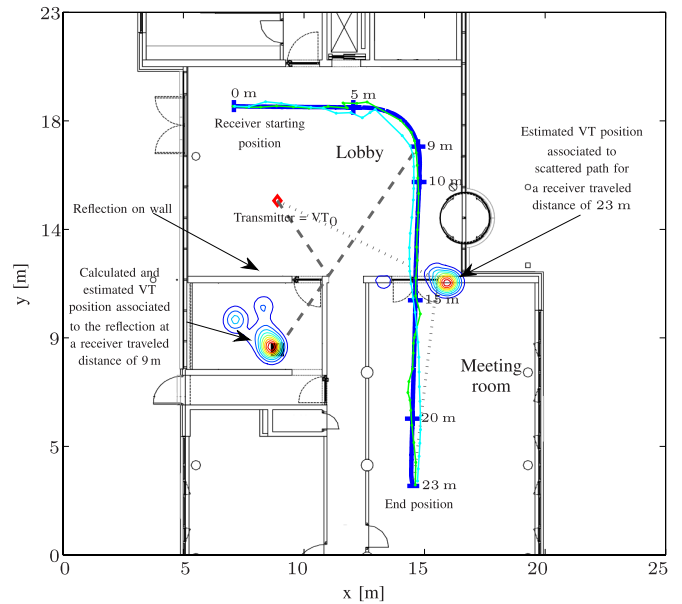 23
18
14
9
5
0
y [m]
0
5
10
15
20
25
x [m]
0 m
5 m
Receiver starting
position
Lobby
9 m
10 m
Estimated VT position
associated to
scattered path for
a receiver traveled
distance of 23 m
Transmitter = VT0
Reflection on wall
Calculated and
estimated VT
position associated
to the reflection at
a receiver traveled
distance of 9 m
15 m
Meeting
room
20 m
23 m
End position